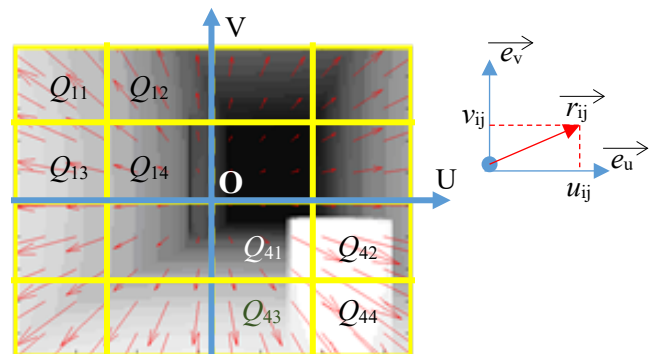 V
Q11 Q12
Q13 Q14
O
U
Q41 Q42
Q43 Q44
ev
vij rij
eu
uij